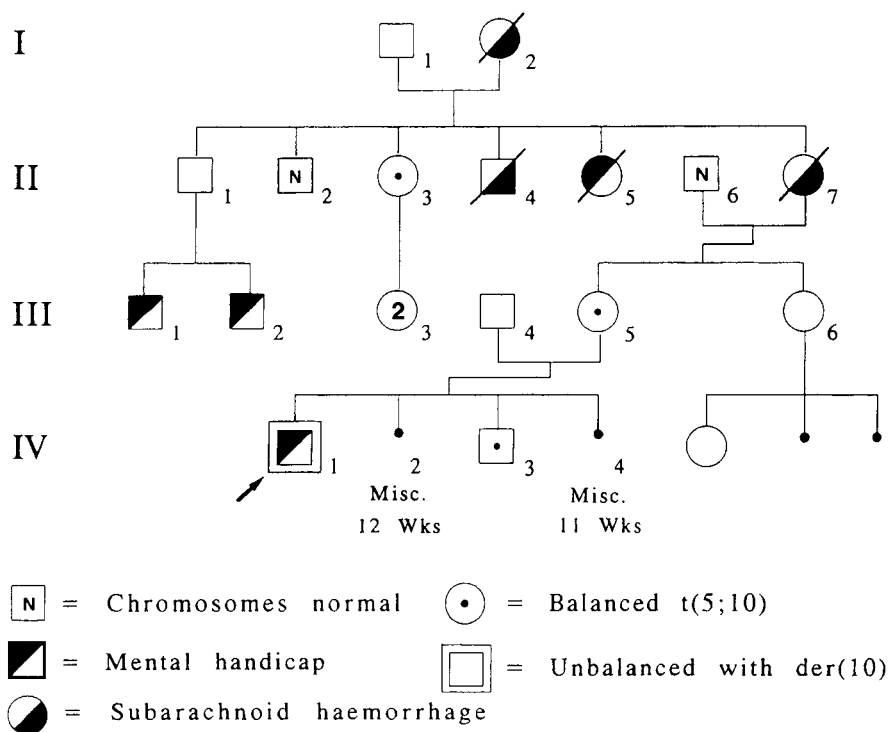 I
1 2
II
N N
1 2 3 4 5 6 7
III
2
1 2 3 4 5 6
IV
1 2 3 4
Misc. Misc.
12 Wks 11 Wks
N = Chromosomes normal = Balanced t(5;10)
= Mental handicap = Unbalanced with der(10)
= Subarachnoid haemorrhage